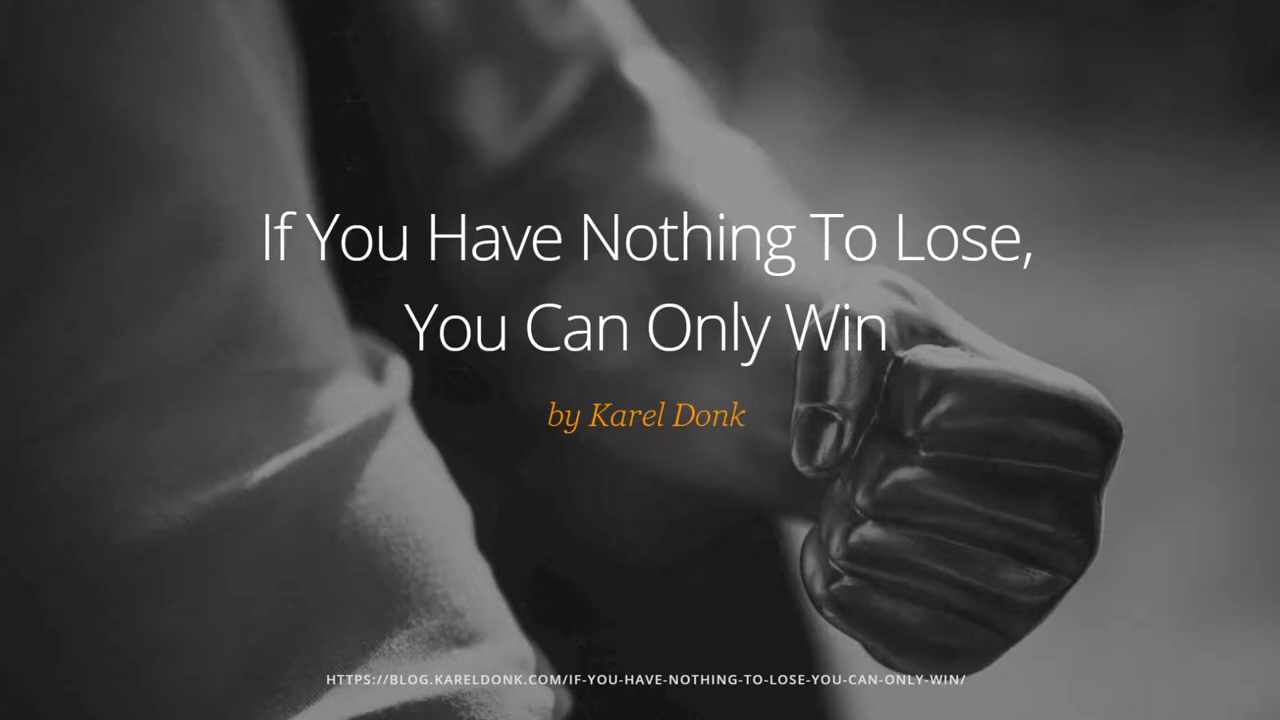 If You Have Nothing To Lose,
You Can Only Win
by Karel Donk
HTTPS://BLOG.KARELDONK.COM/IF-YOU-HAVE-NOTHING-TO-LOSE-YOU-CAN-ONLY-WIN/